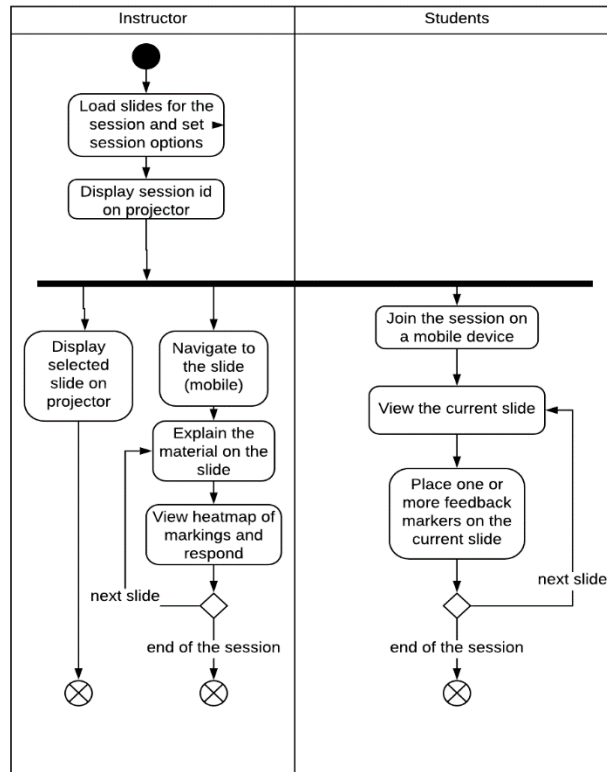 Instructor
Students
Load slides for the
session and set
session options
Display session id
on projector
Display
selected
slide on
projector
Navigate to
the slide
(mobile)
Explain the
material on the
slide
View heatmap of
markings and
respond
next slide
end of the session
Join the session on
a mobile device
View the current slide
Place one or
more feedback
markers on the
current slide
next slide
end of the session